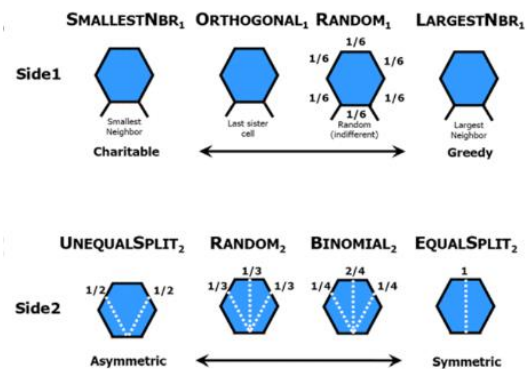 SMALLESTNBR1 ORTHOGONAL1 RANDOM1 LARGESTNBR1
1/6
1/6 1/6
Side1
1/6 1/6
1/6
Smallest Neighbor
Last sister cell
Random (indifferent)
Largest Neighbor
Charitable Greedy
UNEQUALSPLIT2 RANDOM2 BINOMIAL2 EQUALSPLIT2
1/2 1/2 1/3 1/3 1/3 1/4 2/4 1/4 1
Side2
Asymmetric Symmetric